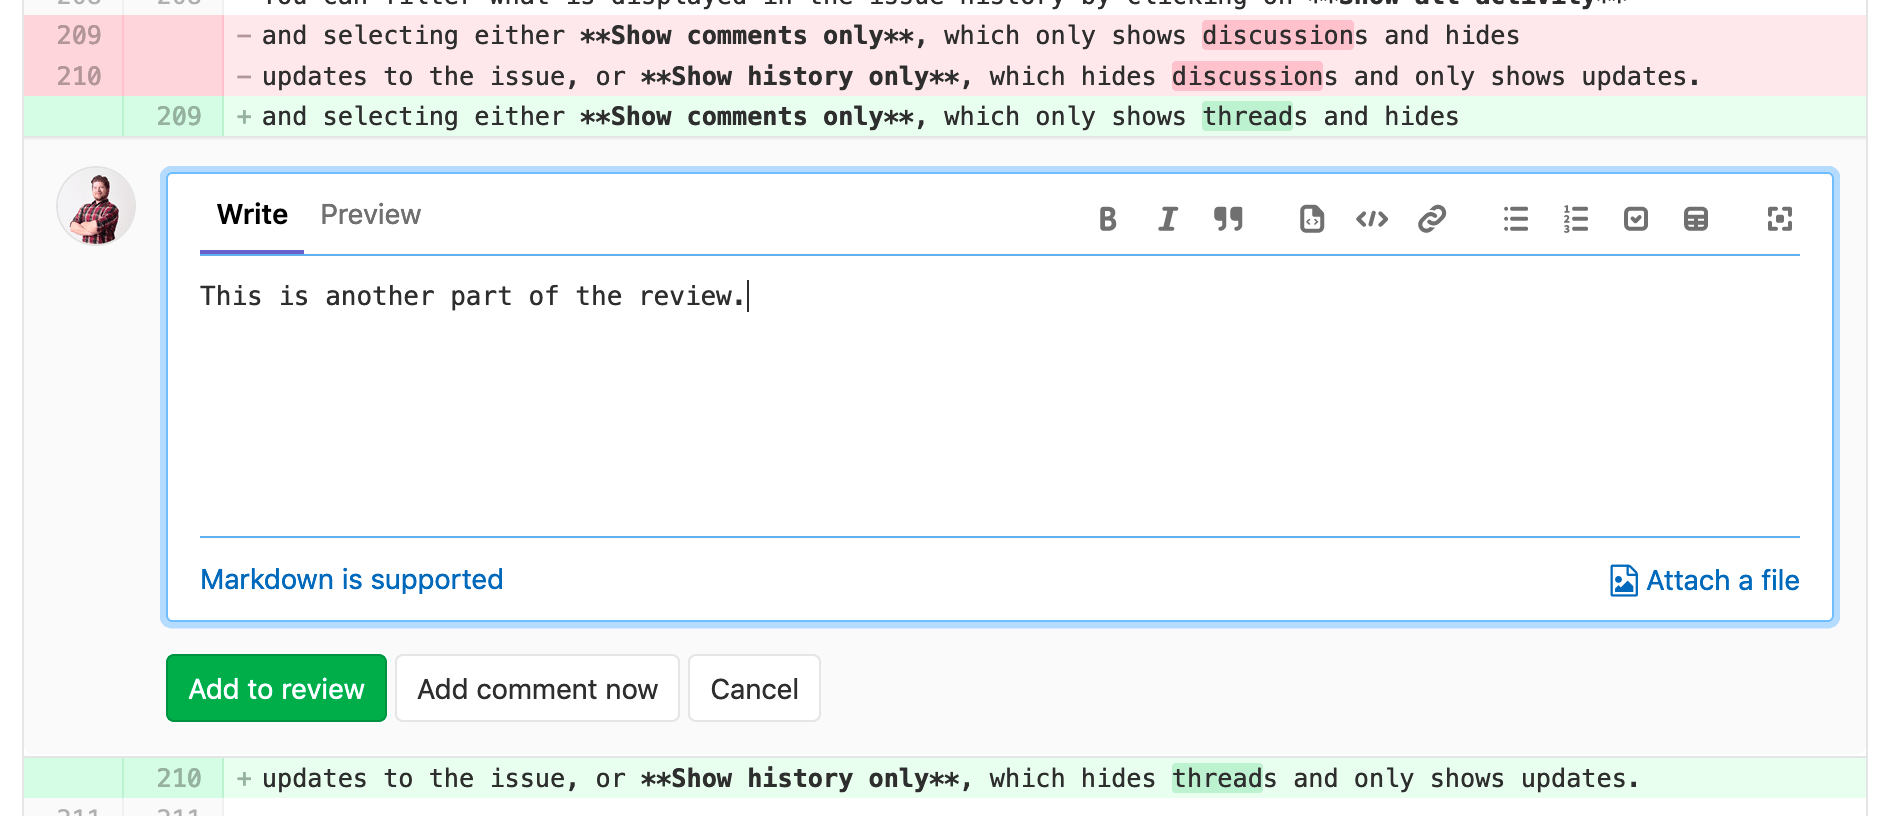 208 208 You can filter what is displayed in the issue history by clicking on **Show all activity**
209 - and selecting either **Show comments only**, which only shows discussions and hides
210 - updates to the issue, or **Show history only**, which hides discussions and only shows updates.
209 + and selecting either **Show comments only**, which only shows threads and hides
Write Preview
This is another part of the review.
Markdown is supported Attach a file
Add to review Add comment now Cancel
210 + updates to the issue, or **Show history only**, which hides threads and only shows updates.
211 211